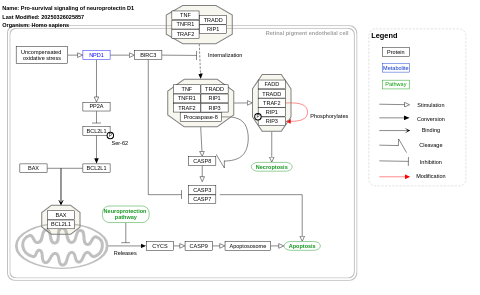 Name: Pro-survival signaling of neuroprotectin D1
Last Modified: 20250326025857
Organism: Homo sapiens
TNF
TNFR1
TRAF2
TRADD
RIP1
Retinal pigment endothelial cell
Legend
Protein
Metabolite
Pathway
Stimulation
Conversion
Binding
Cleavage
Inhibition
Modification
Uncompensated
oxidative stress
NPD1
BIRC3
Internalization
TNF
TRADD
TNFR1
RIP1
TRAF2
RIP3
Procaspase-8
FADD
TRADD
TRAF2
RIP1
RIP3
P
Phosphorylates
PP2A
BCL2L1
P
Ser-62
BAX
BCL2L1
CASP8
Necroptosis
CASP3
CASP7
BAX
BCL2L1
Neuroprotection
pathway
Releases
CYCS
CASP9
Apoptososome
Apoptosis